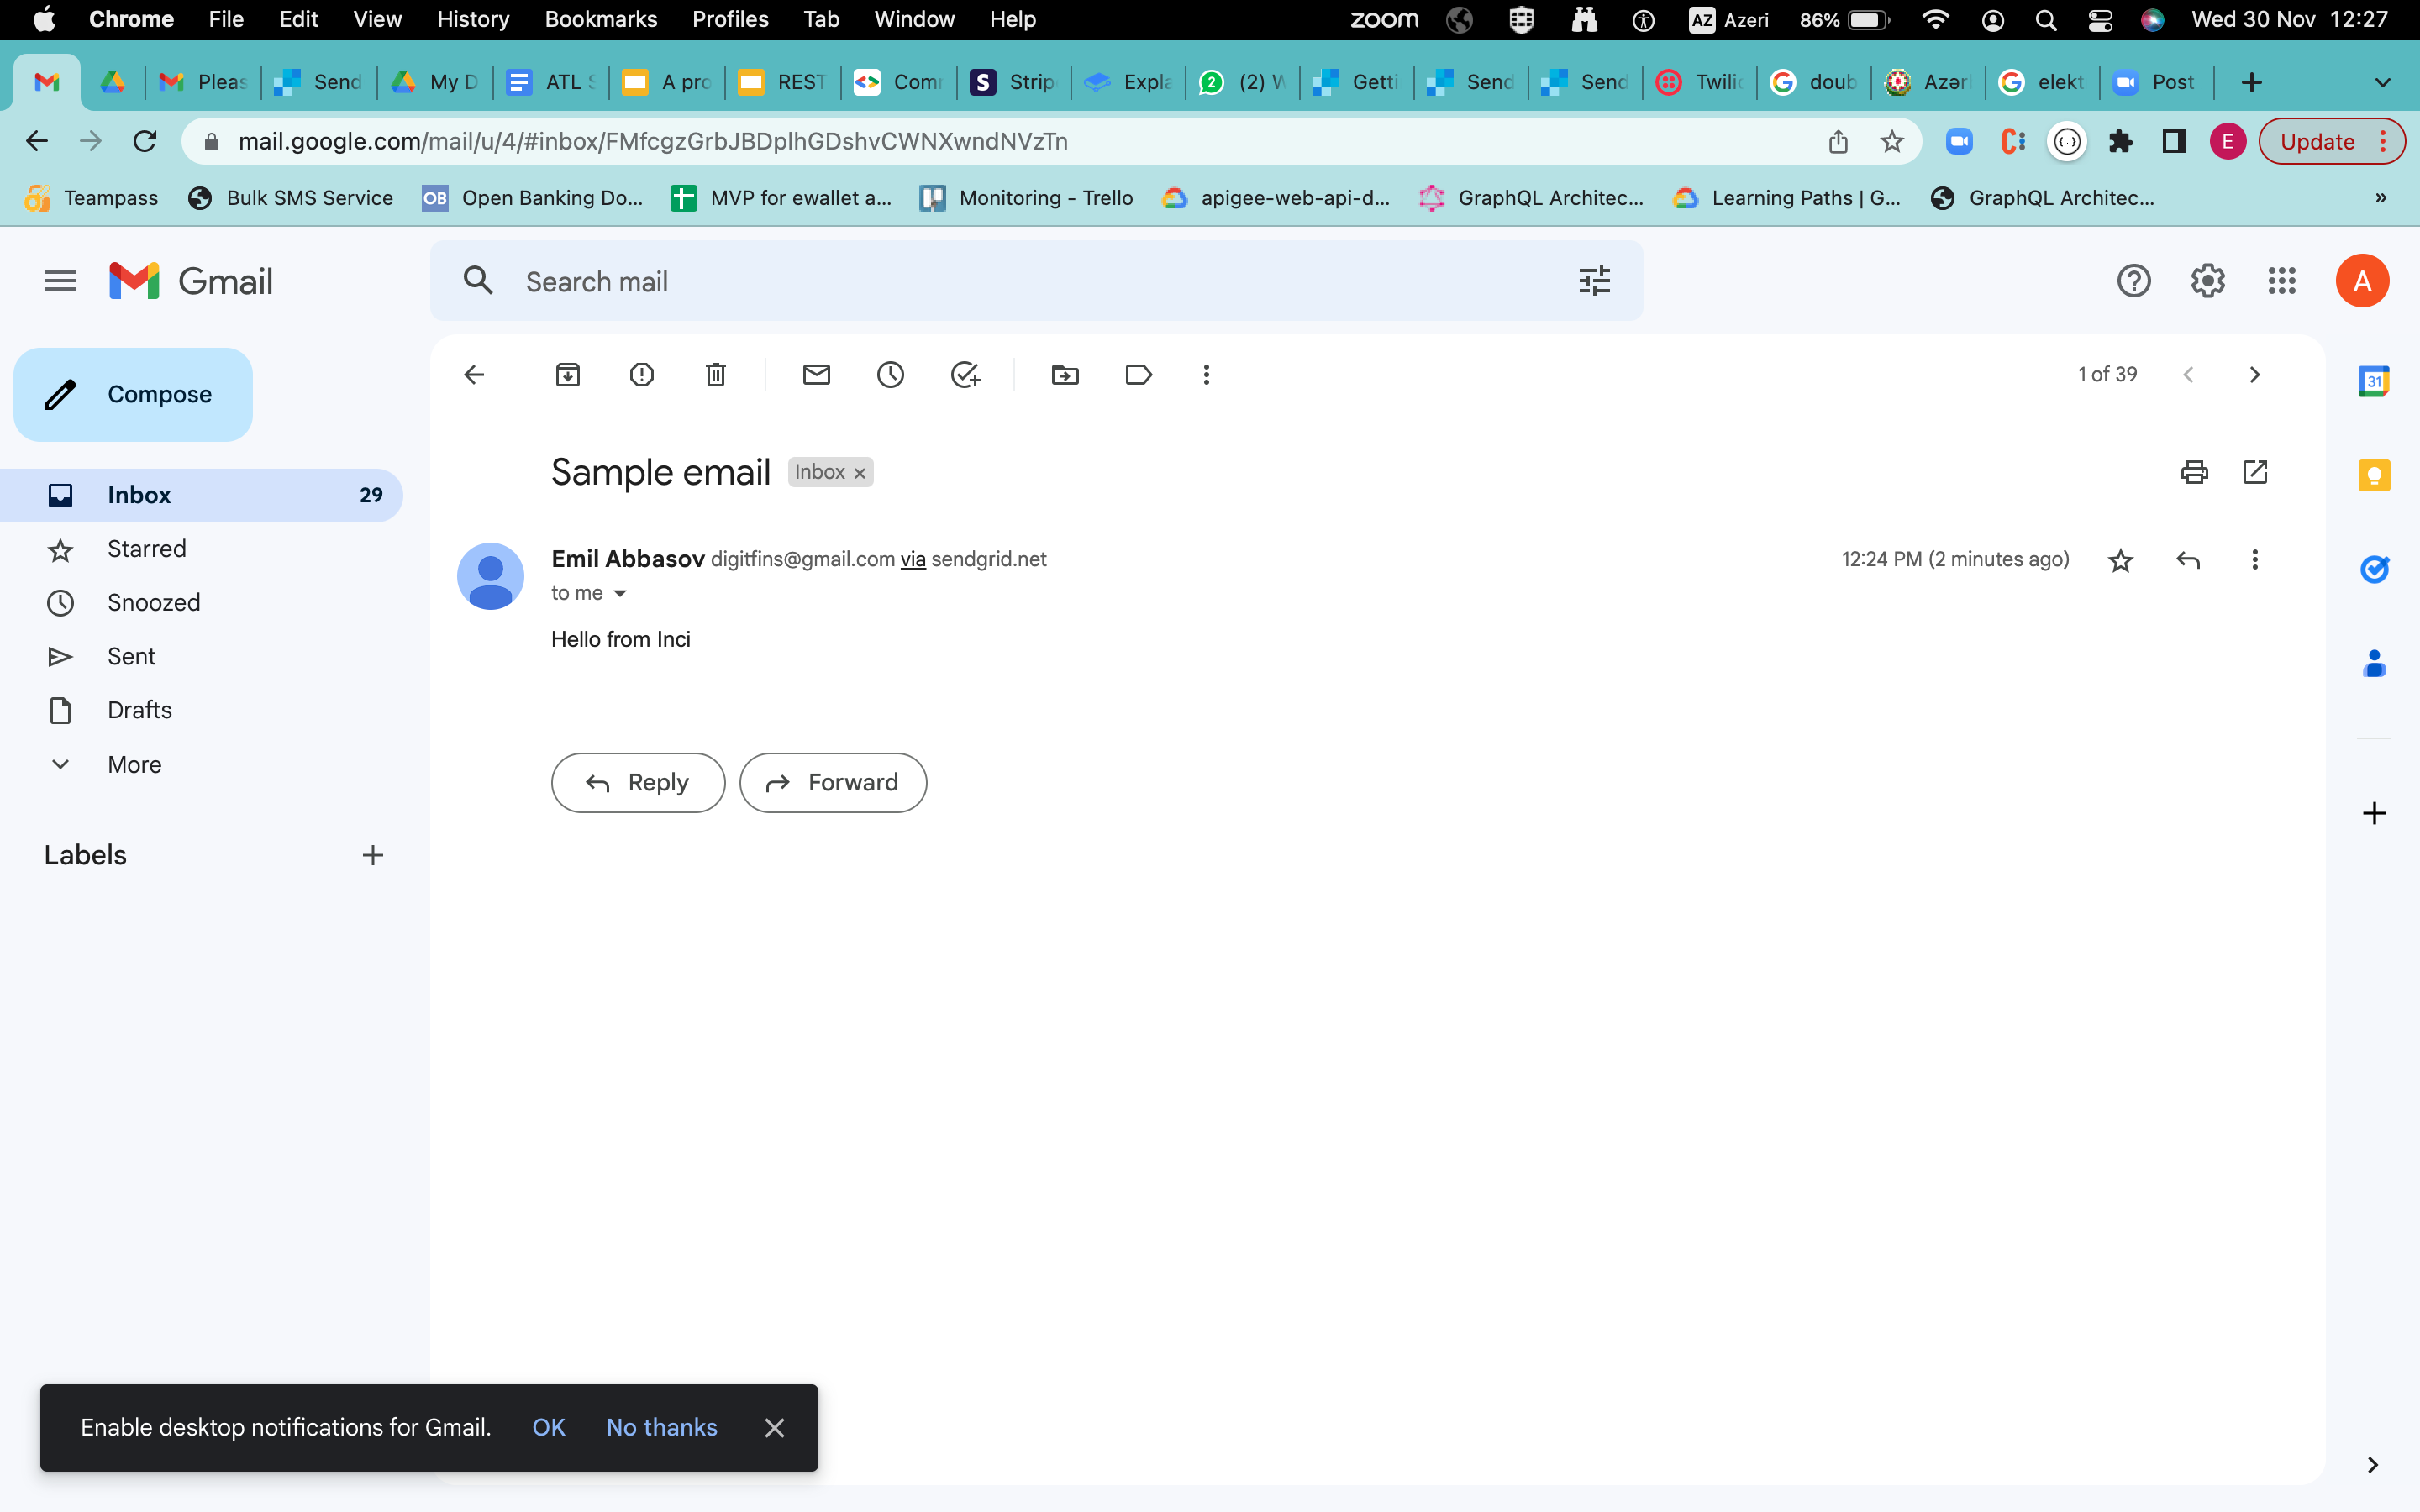 Chrome File Edit View History Bookmarks Profiles Tab Window Help zoom AZ Azeri 86% Wed 30 Nov 12:27
Pleas Send My D ATL S A pro REST Com Strip Expla (2) W Getti Send Send Twilio doub Azər elekt Post
mail.google.com/mail/u/4/#inbox/FMfcgzGrbJBDplhGDshvCWNXwndNVzTn E Update
Teampass Bulk SMS Service OB Open Banking Do... MVP for ewallet a... Monitoring - Trello apigee-web-api-d... GraphQL Architec... Learning Paths | G... GraphQL Architec... »
Gmail Search mail A
Compose
1 of 39
31
Sample email Inbox ×
Inbox 29
Starred
Snoozed
Sent
Drafts
More
Labels
Emil Abbasov digitfins@gmail.com via sendgrid.net 12:24 PM (2 minutes ago)
to me
Hello from Inci
Reply Forward
Enable desktop notifications for Gmail. OK No thanks